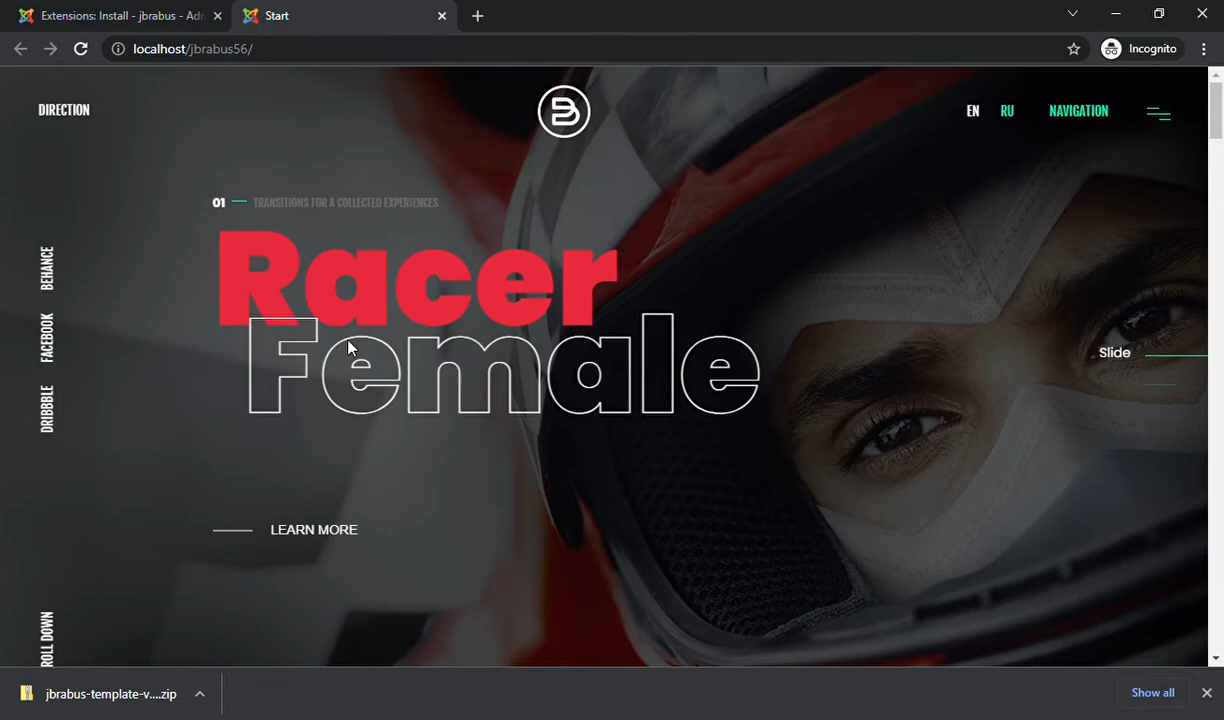 Extensions: Install - jbrabus - Adr
Start
localhost/jbrabus56/
Incognito
DIRECTION
EN RU NAVIGATION
01 TRANSITIONS FOR A COLLECTED EXPERIENCES
Racer
Female
BEHANCE
FACEBOOK
DRIBBBLE
Slide
LEARN MORE
ROLL DOWN
jbrabus-template-v....zip
Show all